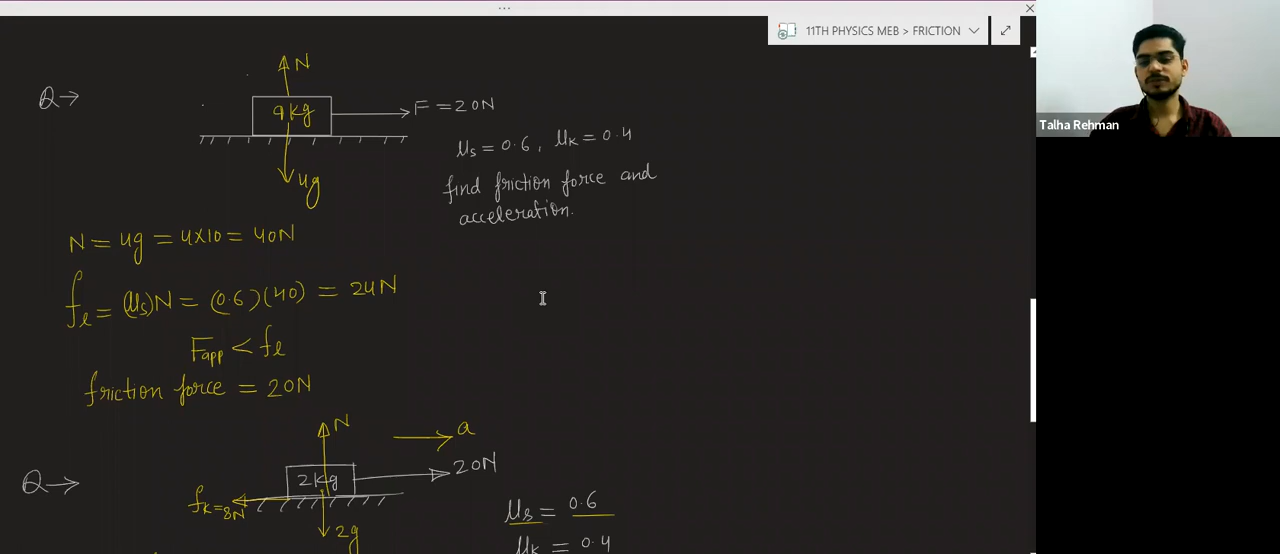 ...
11TH PHYSICS MEB > FRICTION
Talha Rehman
N
Q→
4kg
F = 20N
4g
μs = 0.6, μk = 0.4
find friction force and
acceleration.
N = 4g = 4×10 = 40N
fℓ = (μs)N = (0.6)(40) = 24N
Fapp < fℓ
friction force = 20N
N
a
Q→
2kg
20N
fk=8N
2g
μs = 0.6
μk = 0.4